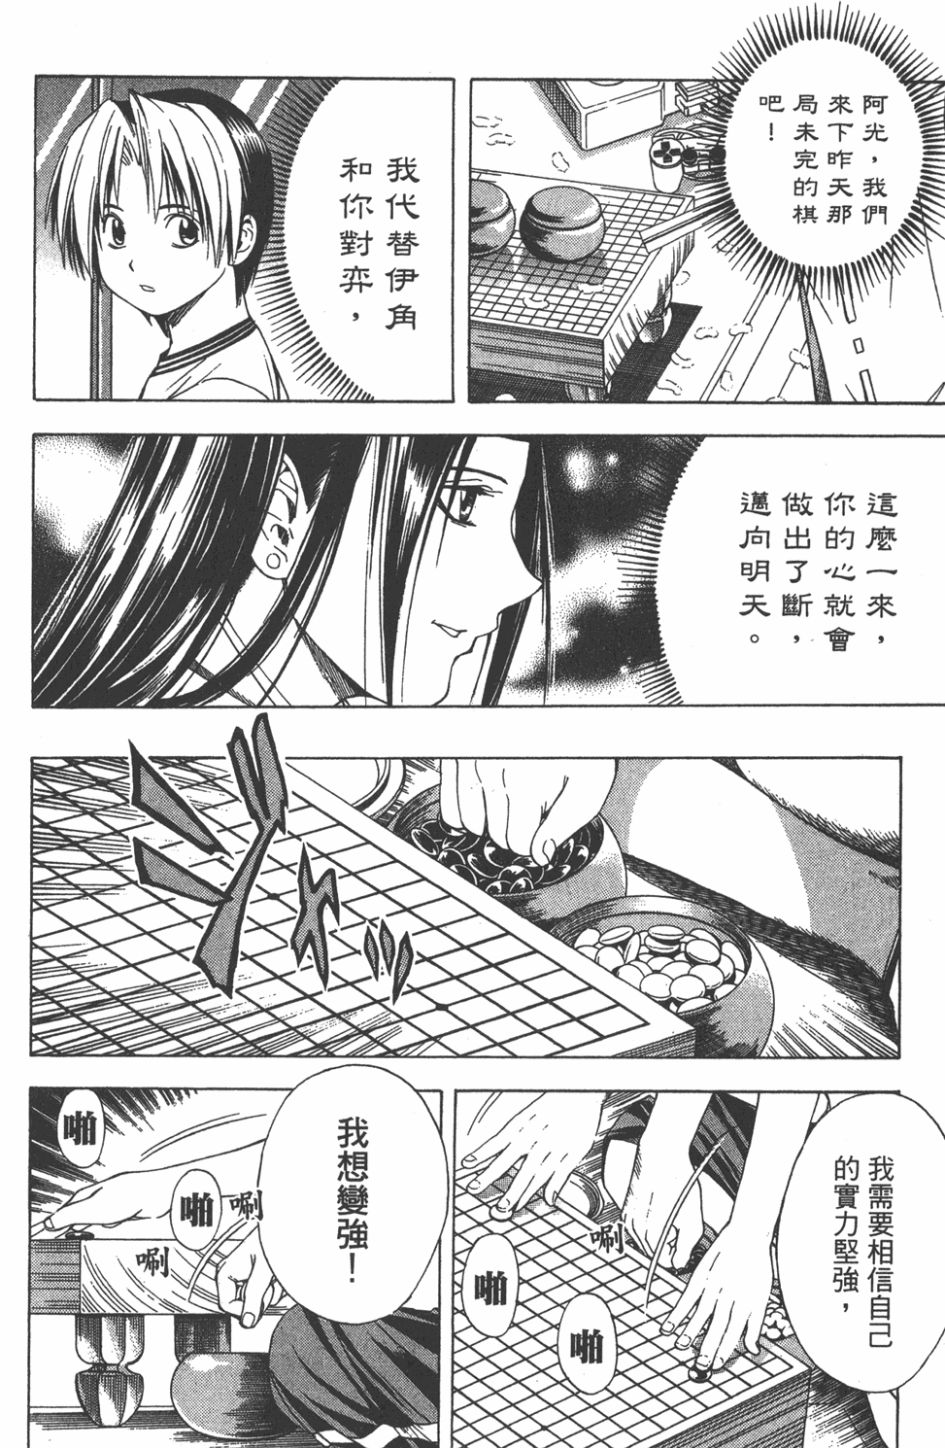 阿光，我們
來下昨天那
局未完的棋
吧！
我代替伊角
和你對弈，
這麼一來，
你的心就會
做出了斷，
邁向明天。
我需要相信自己
的實力堅強，
唰
啪
啪
我想變強！
啪
啪
唰
唰